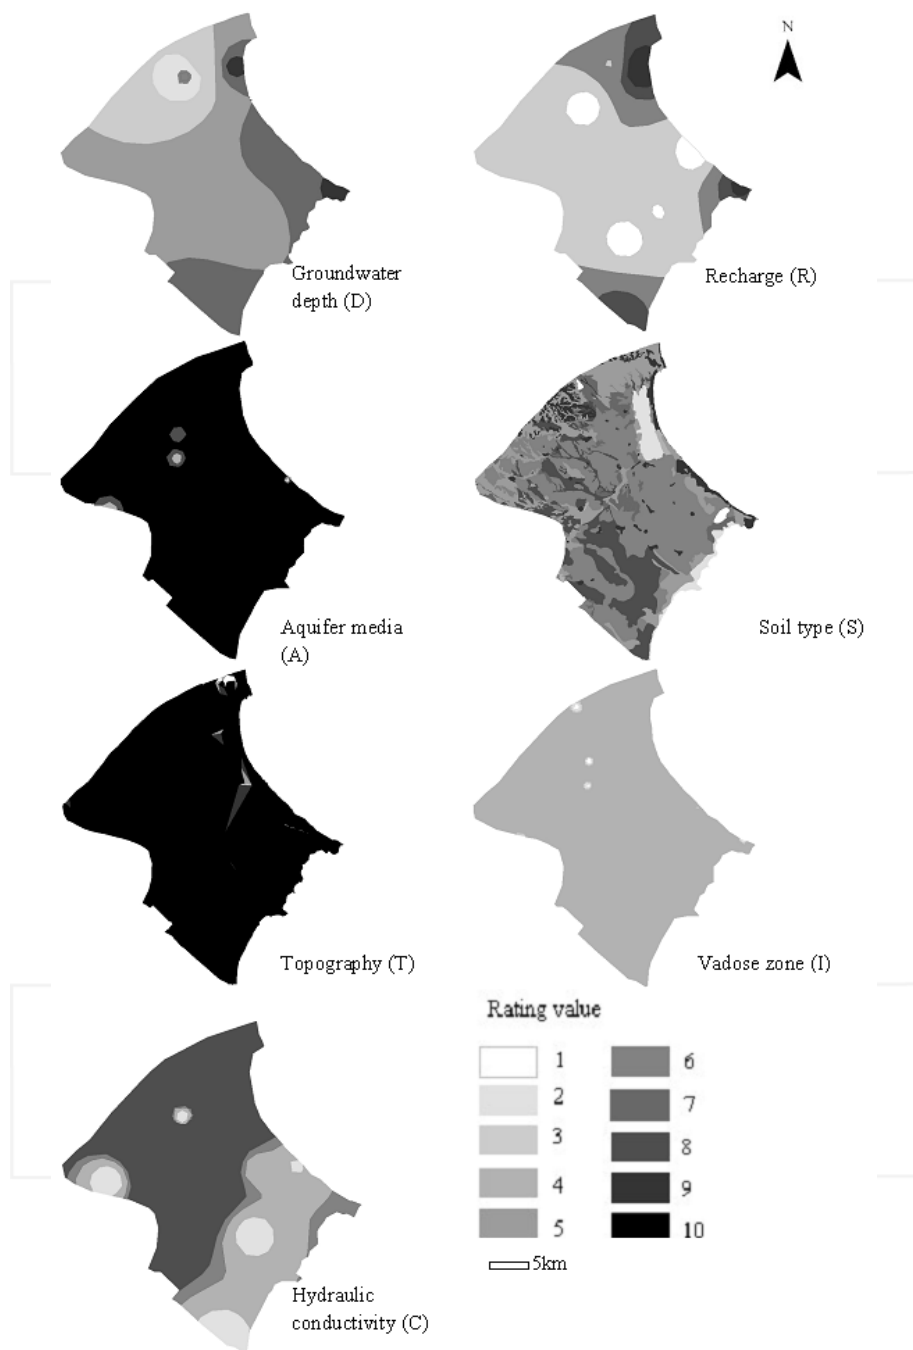 N
Groundwater
depth (D)
Recharge (R)
Aquifer media
(A)
Soil type (S)
Topography (T)
Vadose zone (I)
Rating value
1 6
2 7
3 8
4 9
5 10
5km
Hydraulic
conductivity (C)